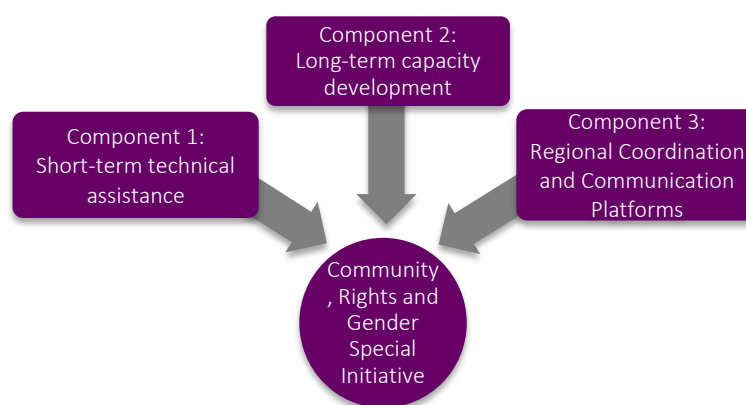 Component 2:
Long-term capacity
development
Component 1:
Short-term technical
assistance
Component 3:
Regional Coordination
and Communication
Platforms
Community
, Rights and
Gender
Special
Initiative